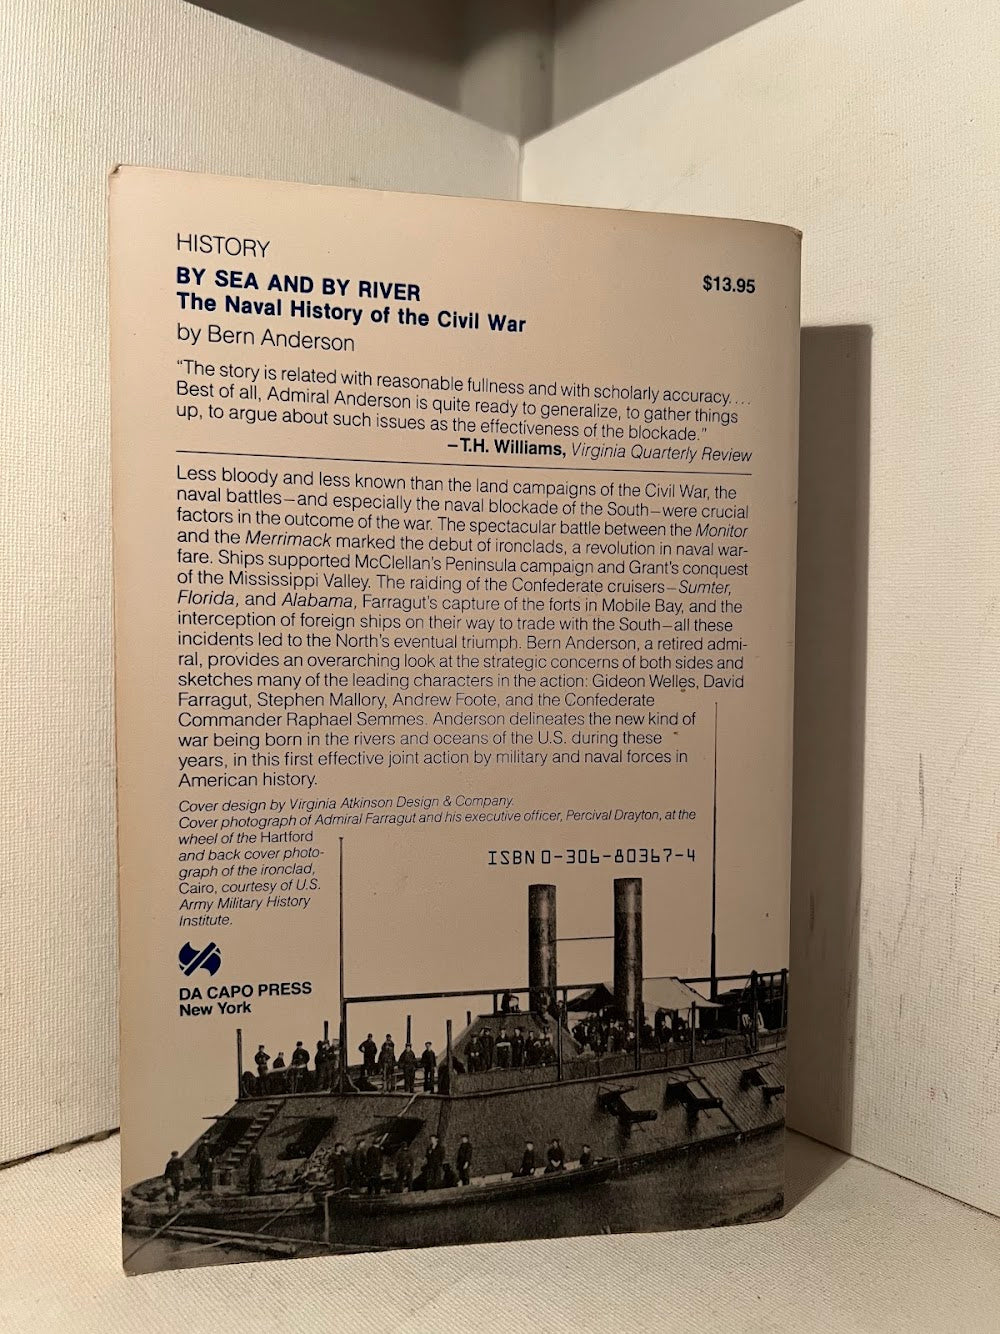 HISTORY
BY SEA AND BY RIVER
$13.95
The Naval History of the Civil War
by Bern Anderson
“The story is related with reasonable fullness and with scholarly accuracy....
Best of all, Admiral Anderson is quite ready to generalize, to gather things
up, to argue about such issues as the effectiveness of the blockade.”
—T.H. Williams, Virginia Quarterly Review
Less bloody and less known than the land campaigns of the Civil War, the
naval battles—and especially the naval blockade of the South—were crucial
factors in the outcome of the war. The spectacular battle between the Monitor
and the Merrimack marked the debut of ironclads, a revolution in naval war-
fare. Ships supported McClellan's Peninsula campaign and Grant's conquest
of the Mississippi Valley. The raiding of the Confederate cruisers—Sumter,
Florida, and Alabama, Farragut's capture of the forts in Mobile Bay, and the
interception of foreign ships on their way to trade with the South—all these
incidents led to the North's eventual triumph. Bern Anderson, a retired admi-
ral, provides an overarching look at the strategic concerns of both sides and
sketches many of the leading characters in the action: Gideon Welles, David
Farragut, Stephen Mallory, Andrew Foote, and the Confederate
Commander Raphael Semmes. Anderson delineates the new kind of
war being born in the rivers and oceans of the U.S. during these
years, in this first effective joint action by military and naval forces in
American history.
Cover design by Virginia Atkinson Design & Company.
Cover photograph of Admiral Farragut and his executive officer, Percival Drayton, at the
wheel of the Hartford
and back cover photo-
graph of the ironclad,
Cairo, courtesy of U.S.
Army Military History
Institute.
ISBN 0-306-80367-4
DA CAPO PRESS
New York